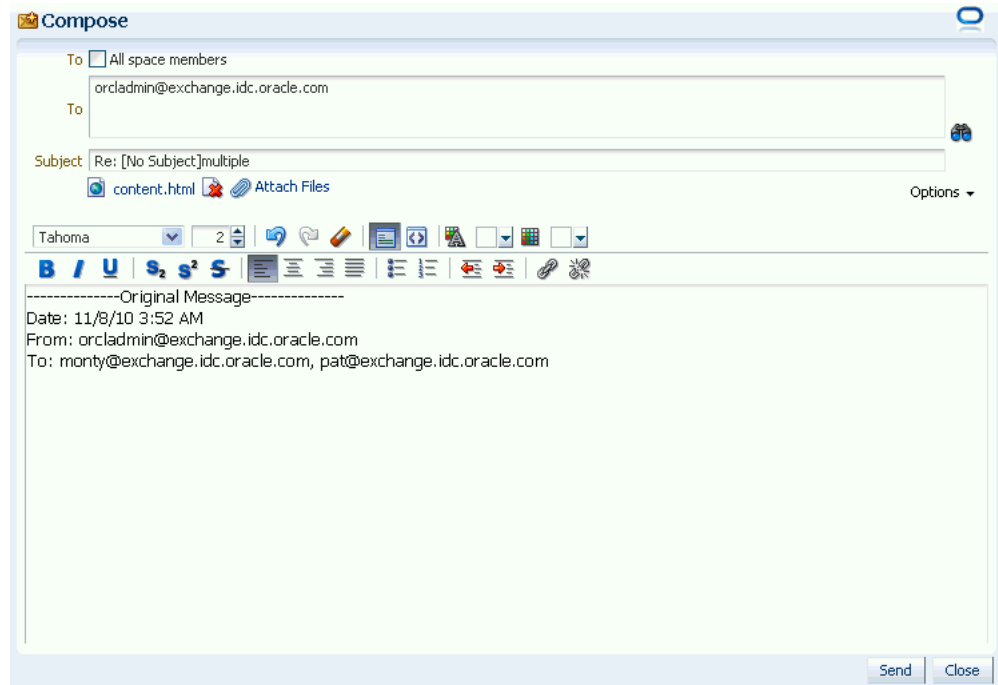 Compose
To All space members
To orcladmin@exchange.idc.oracle.com
Subject Re: [No Subject]multiple
content.html Attach Files Options
Tahoma 2
B I U S2 S2 S
--------------Original Message--------------
Date: 11/8/10 3:52 AM
From: orcladmin@exchange.idc.oracle.com
To: monty@exchange.idc.oracle.com, pat@exchange.idc.oracle.com
Send Close